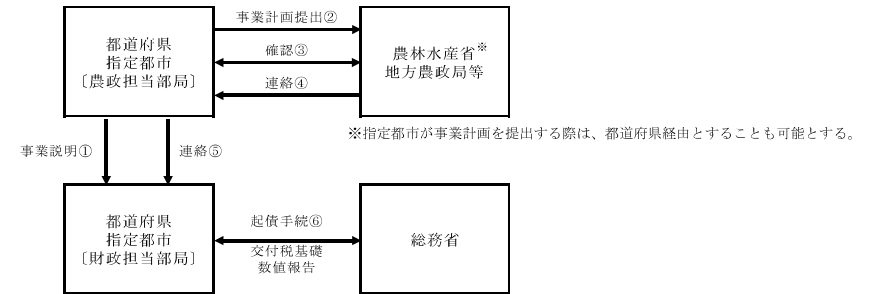 事業計画提出②
都道府県
指定都市
〔農政担当部局〕
確認③
連絡④
農林水産省※
地方農政局等
※指定都市が事業計画を提出する際は、都道府県経由とすることも可能とする。
事業説明①
連絡⑤
都道府県
指定都市
〔財政担当部局〕
起債手続⑥
交付税基礎
数値報告
総務省